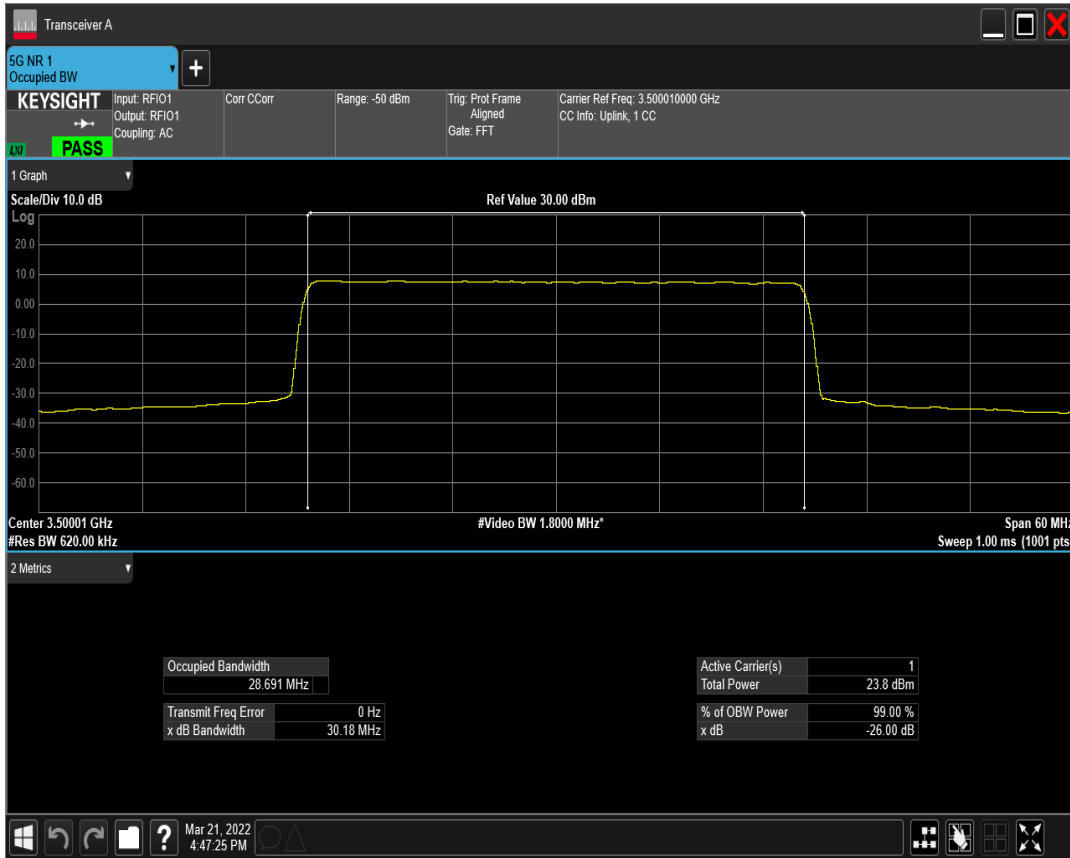 Transceiver A
5G NR 1
Occupied BW
+
KEYSIGHT
LXI
PASS
Input: RFIO1
Output: RFIO1
Coupling: AC
Corr CCorr
Range: -50 dBm
Trig: Prot Frame
Aligned
Gate: FFT
Carrier Ref Freq: 3.500010000 GHz
CC Info: Uplink, 1 CC
1 Graph
Scale/Div 10.0 dB
Ref Value 30.00 dBm
Log
20.0
10.0
0.00
-10.0
-20.0
-30.0
-40.0
-50.0
-60.0
Center 3.50001 GHz
#Video BW 1.8000 MHz*
Span 60 MHz
#Res BW 620.00 kHz
Sweep 1.00 ms (1001 pts
2 Metrics
Occupied Bandwidth
28.691 MHz
Transmit Freq Error 0 Hz
x dB Bandwidth 30.18 MHz
Active Carrier(s) 1
Total Power 23.8 dBm
% of OBW Power 99.00 %
x dB -26.00 dB
?
Mar 21, 2022
4:47:25 PM